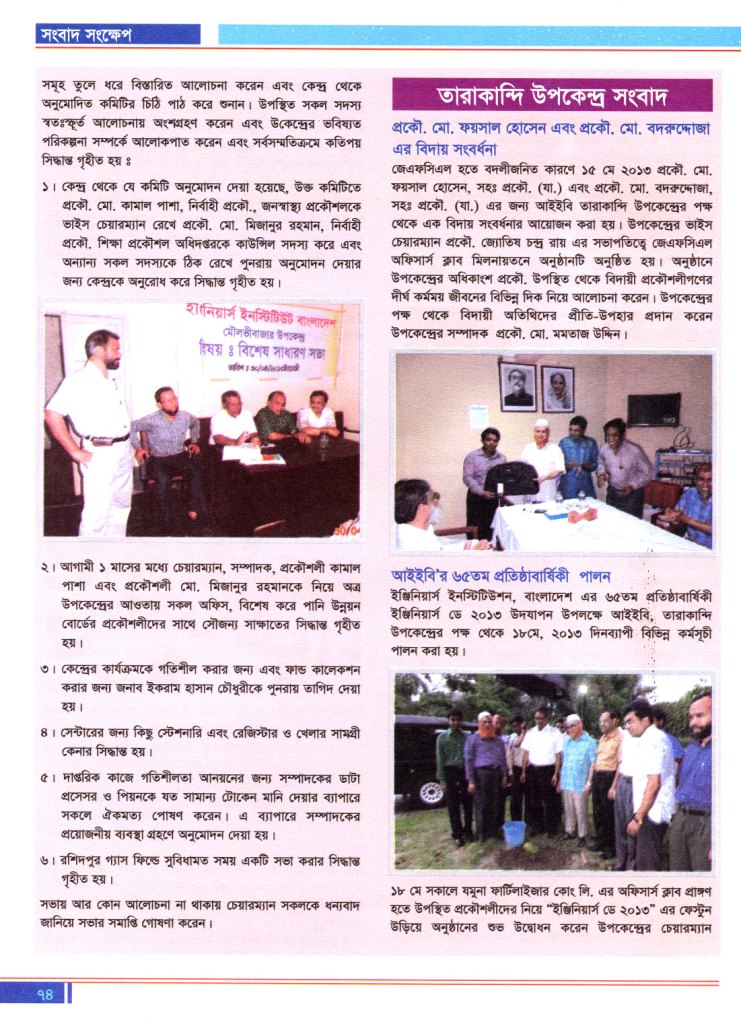 সংবাদ সংক্ষেপ
সমূহ তুলে ধরে বিস্তারিত আলোচনা করেন এবং কেন্দ্র থেকে
অনুমোদিত কমিটির চিঠি পাঠ করে শুনান। উপস্থিত সকল সদস্য
স্বতঃস্ফূর্ত আলোচনায় অংশগ্রহণ করেন এবং উকেন্দ্রের ভবিষ্যত
পরিকল্পনা সম্পর্কে আলোকপাত করেন এবং সর্বসম্মতিক্রমে কতিপয়
সিদ্ধান্ত গৃহীত হয় ঃ
১। কেন্দ্র থেকে যে কমিটি অনুমোদন দেয়া হয়েছে, উক্ত কমিটিতে
প্রকৌ. মো. কামাল পাশা, নির্বাহী প্রকৌ., জনস্বাস্থ্য প্রকৌশলকে
ভাইস চেয়ারম্যান রেখে প্রকৌ. মো. মিজানুর রহমান, নির্বাহী
প্রকৌ. শিক্ষা প্রকৌশল অধিদপ্তরকে কাউন্সিল সদস্য করে এবং
অন্যান্য সকল সদস্যকে ঠিক রেখে পুনরায় অনুমোদন দেয়ার
জন্য কেন্দ্রকে অনুরোধ করে সিদ্ধান্ত গৃহীত হয়।
নিয়ার্স ইনস্টিটিউট বাংলাদেশ
মৌলভীবাজার উপকেন্দ্র
বিষয় ঃ বিশেষ সাধারণ সভা
২। আগামী ১ মাসের মধ্যে চেয়ারম্যান, সম্পাদক, প্রকৌশলী কামাল
পাশা এবং প্রকৌশলী মো. মিজানুর রহমানকে নিয়ে অত্র
উপকেন্দ্রের আওতায় সকল অফিস, বিশেষ করে পানি উন্নয়ন
বোর্ডের প্রকৌশলীদের সাথে সৌজন্য সাক্ষাতের সিদ্ধান্ত গৃহীত
হয়।
৩। কেন্দ্রের কার্যক্রমকে গতিশীল করার জন্য এবং ফান্ড কালেকশন
করার জন্য জনাব ইকরাম হাসান চৌধুরীকে পুনরায় তাগিদ দেয়া
হয়।
৪। সেন্টারের জন্য কিছু স্টেশনারি এবং রেজিস্টার ও খেলার সামগ্রী
কেনার সিদ্ধান্ত হয়।
৫। দাপ্তরিক কাজে গতিশীলতা আনয়নের জন্য সম্পাদকের ডাটা
প্রসেসর ও পিয়নকে যত সামান্য টোকেন মানি দেয়ার ব্যাপারে
সকলে ঐকমত্য পোষণ করেন। এ ব্যাপারে সম্পাদকের
প্রয়োজনীয় ব্যবস্থা গ্রহণে অনুমোদন দেয়া হয়।
৬। রশিদপুর গ্যাস ফিল্ডে সুবিধামত সময় একটি সভা করার সিদ্ধান্ত
গৃহীত হয়।
সভায় আর কোন আলোচনা না থাকায় চেয়ারম্যান সকলকে ধন্যবাদ
জানিয়ে সভার সমাপ্তি গোষণা করেন।
তারাকান্দি উপকেন্দ্র সংবাদ
প্রকৌ. মো. ফয়সাল হোসেন এবং প্রকৌ. মো. বদরুদ্দোজা
এর বিদায় সংবর্ধনা
জেএফসিএল হতে বদলীজনিত কারণে ১৫ মে ২০১৩ প্রকৌ. মো.
ফয়সাল হোসেন, সহঃ প্রকৌ. (যা.) এবং প্রকৌ. মো. বদরুদ্দোজা,
সহঃ প্রকৌ. (যা.) এর জন্য আইইবি তারাকান্দি উপকেন্দ্রের পক্ষ
থেকে এক বিদায় সংবর্ধনার আয়োজন করা হয়। উপকেন্দ্রের ভাইস
চেয়ারম্যান প্রকৌ. জ্যোতিষ চন্দ্র রায় এর সভাপতিত্বে জেএফসিএল
অফিসার্স ক্লাব মিলনায়তনে অনুষ্ঠানটি অনুষ্ঠিত হয়। অনুষ্ঠানে
উপকেন্দ্রের অধিকাংশ প্রকৌ. উপস্থিত থেকে বিদায়ী প্রকৌশলীগণের
দীর্ঘ কর্মময় জীবনের বিভিন্ন দিক নিয়ে আলোচনা করেন। উপকেন্দ্রের
পক্ষ থেকে বিদায়ী অতিথিদের প্রীতি-উপহার প্রদান করেন
উপকেন্দ্রের সম্পাদক প্রকৌ. মো. মমতাজ উদ্দিন।
আইইবি'র ৬৫তম প্রতিষ্ঠাবার্ষিকী পালন
ইঞ্জিনিয়ার্স ইনস্টিটিউশন, বাংলাদেশ এর ৬৫তম প্রতিষ্ঠাবার্ষিকী
ইঞ্জিনিয়ার্স ডে ২০১৩ উদযাপন উপলক্ষে আইইবি, তারাকান্দি
উপকেন্দ্রের পক্ষ থেকে ১৮মে, ২০১৩ দিনব্যাপী বিভিন্ন কর্মসূচী
পালন করা হয়।
১৮ মে সকালে যমুনা ফার্টিলাইজার কোং লি. এর অফিসার্স ক্লাব প্রাঙ্গণ
হতে উপস্থিত প্রকৌশলীদের নিয়ে “ইঞ্জিনিয়ার্স ডে ২০১৩” এর ফেস্টুন
উড়িয়ে অনুষ্ঠানের শুভ উদ্বোধন করেন উপকেন্দ্রের চেয়ারম্যান
৭৪